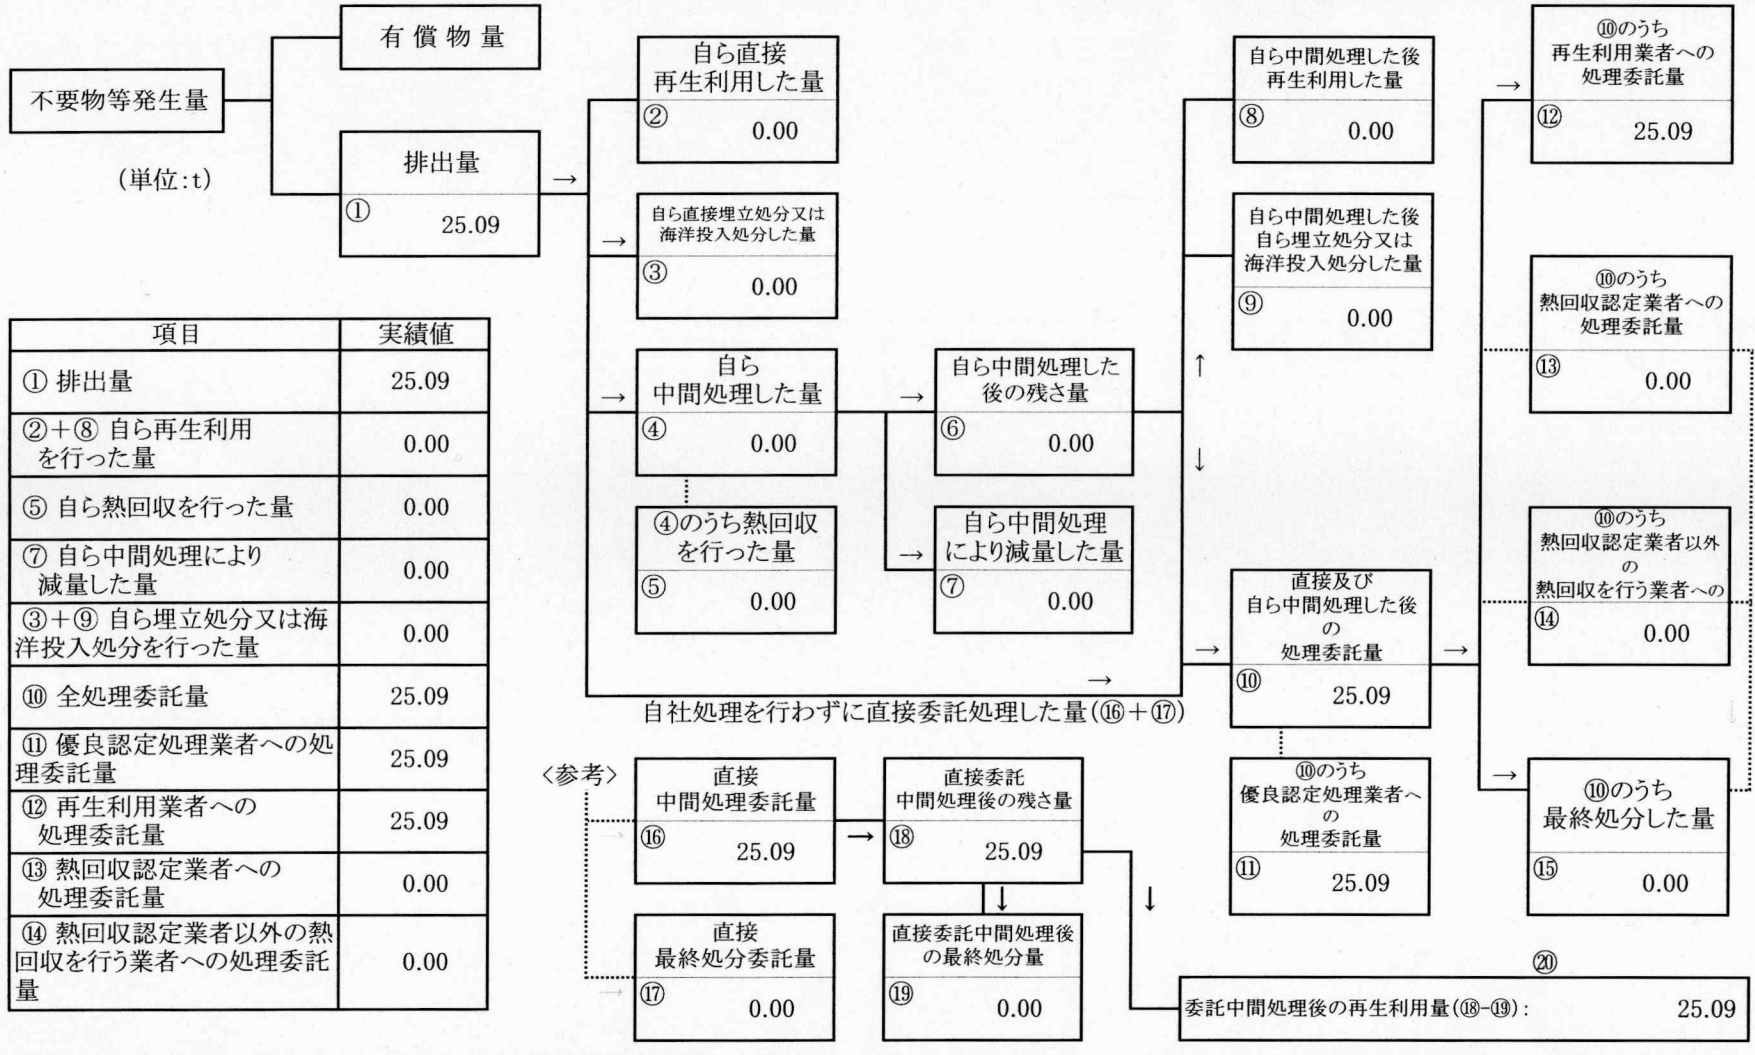 有償物量
不要物等発生量
(単位:t)
排出量
①
25.09
→
自ら直接
再生利用した量
②
0.00
→
自ら直接埋立処分又は
海洋投入処分した量
③
0.00
→
自ら
中間処理した量
④
0.00
④のうち熱回収
を行った量
⑤
0.00
→
自ら中間処理した
後の残さ量
⑥
0.00
→
自ら中間処理
により減量した量
⑦
0.00
↑
↓
自ら中間処理した後
再生利用した量
⑧
0.00
自ら中間処理した後
自ら埋立処分又は
海洋投入処分した量
⑨
0.00
→
自社処理を行わずに直接委託処理した量(⑯+⑰)
→
直接及び
自ら中間処理した後
の
処理委託量
⑩
25.09
→
⑩のうち
優良認定処理業者へ
の
処理委託量
⑪
25.09
→
⑩のうち
再生利用業者への
処理委託量
⑫
25.09
⑩のうち
熱回収認定業者への
処理委託量
⑬
0.00
⑩のうち
熱回収認定業者以外
の
熱回収を行う業者への
⑭
0.00
↓
→
⑩のうち
最終処分した量
⑮
0.00
項目 実績値
① 排出量 25.09
②+⑧ 自ら再生利用
を行った量 0.00
⑤ 自ら熱回収を行った量 0.00
⑦ 自ら中間処理により
減量した量 0.00
③+⑨ 自ら埋立処分又は海
洋投入処分を行った量 0.00
⑩ 全処理委託量 25.09
⑪ 優良認定処理業者への処
理委託量 25.09
⑫ 再生利用業者への
処理委託量 25.09
⑬ 熱回収認定業者への
処理委託量 0.00
⑭ 熱回収認定業者以外の熱
回収を行う業者への処理委託
量 0.00
〈参考〉
→
直接
中間処理委託量
⑯
25.09
→
直接委託
中間処理後の残さ量
⑱
25.09
→
直接
最終処分委託量
⑰
0.00
↓
直接委託中間処理後
の最終処分量
⑲
0.00
↓
⑳
委託中間処理後の再生利用量(⑱-⑲): 25.09